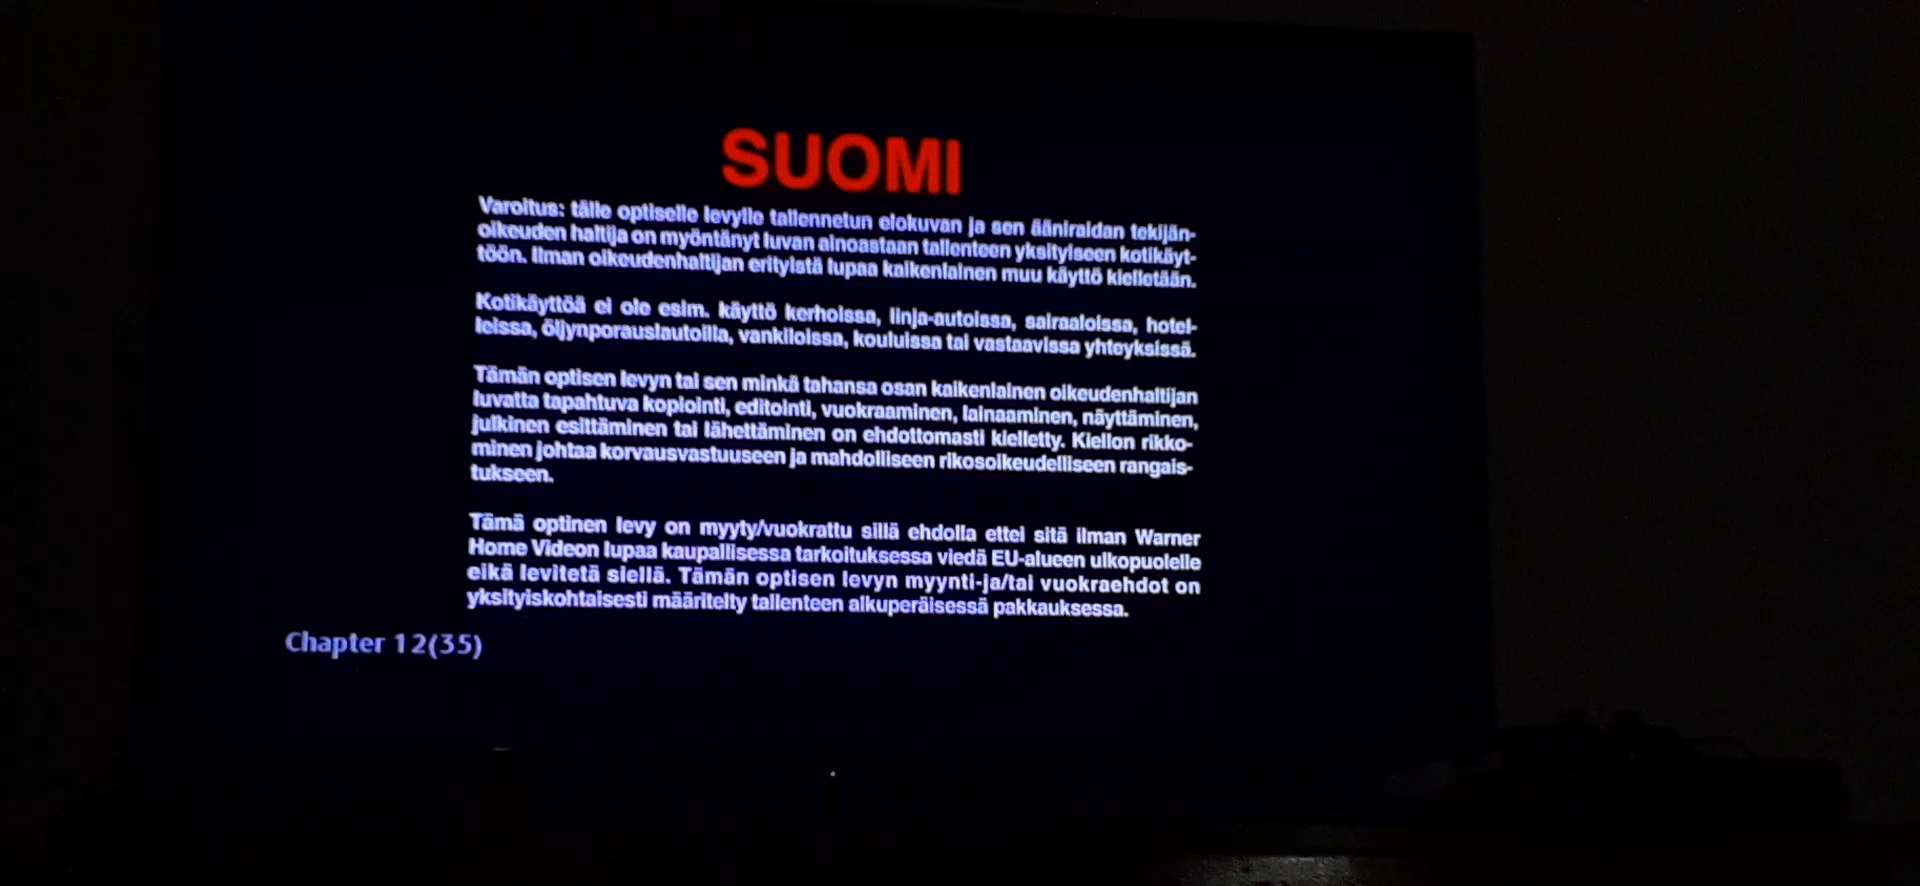 SUOMI
Varoitus: tälle optiselle levylle tallennetun elokuvan ja sen ääniraidan tekijän-
oikeuden haltija on myöntänyt luvan ainoastaan tallenteen yksityiseen kotikäyt-
töön. Ilman oikeudenhaltijan erityistä lupaa kaikenlainen muu käyttö kielletään.
Kotikäyttöä ei ole esim. käyttö kerhoissa, linja-autoissa, sairaaloissa, hotel-
leissa, öljynporauslautoilla, vankiloissa, kouluissa tai vastaavissa yhteyksissä.
Tämän optisen levyn tai sen minkä tahansa osan kaikenlainen oikeudenhaltijan
luvatta tapahtuva kopiointi, editointi, vuokraaminen, lainaaminen, näyttäminen,
julkinen esittäminen tai lähettäminen on ehdottomasti kielletty. Kiellon rikko-
minen johtaa korvausvastuuseen ja mahdolliseen rikosoikeudelliseen rangais-
tukseen.
Tämä optinen levy on myyty/vuokrattu sillä ehdolla ettei sitä ilman Warner
Home Videon lupaa kaupallisessa tarkoituksessa viedä EU-alueen ulkopuolelle
eikä levitetä siellä. Tämän optisen levyn myynti-ja/tai vuokraehdot on
yksityiskohtaisesti määritelty tallenteen alkuperäisessä pakkauksessa.
Chapter 12(35)